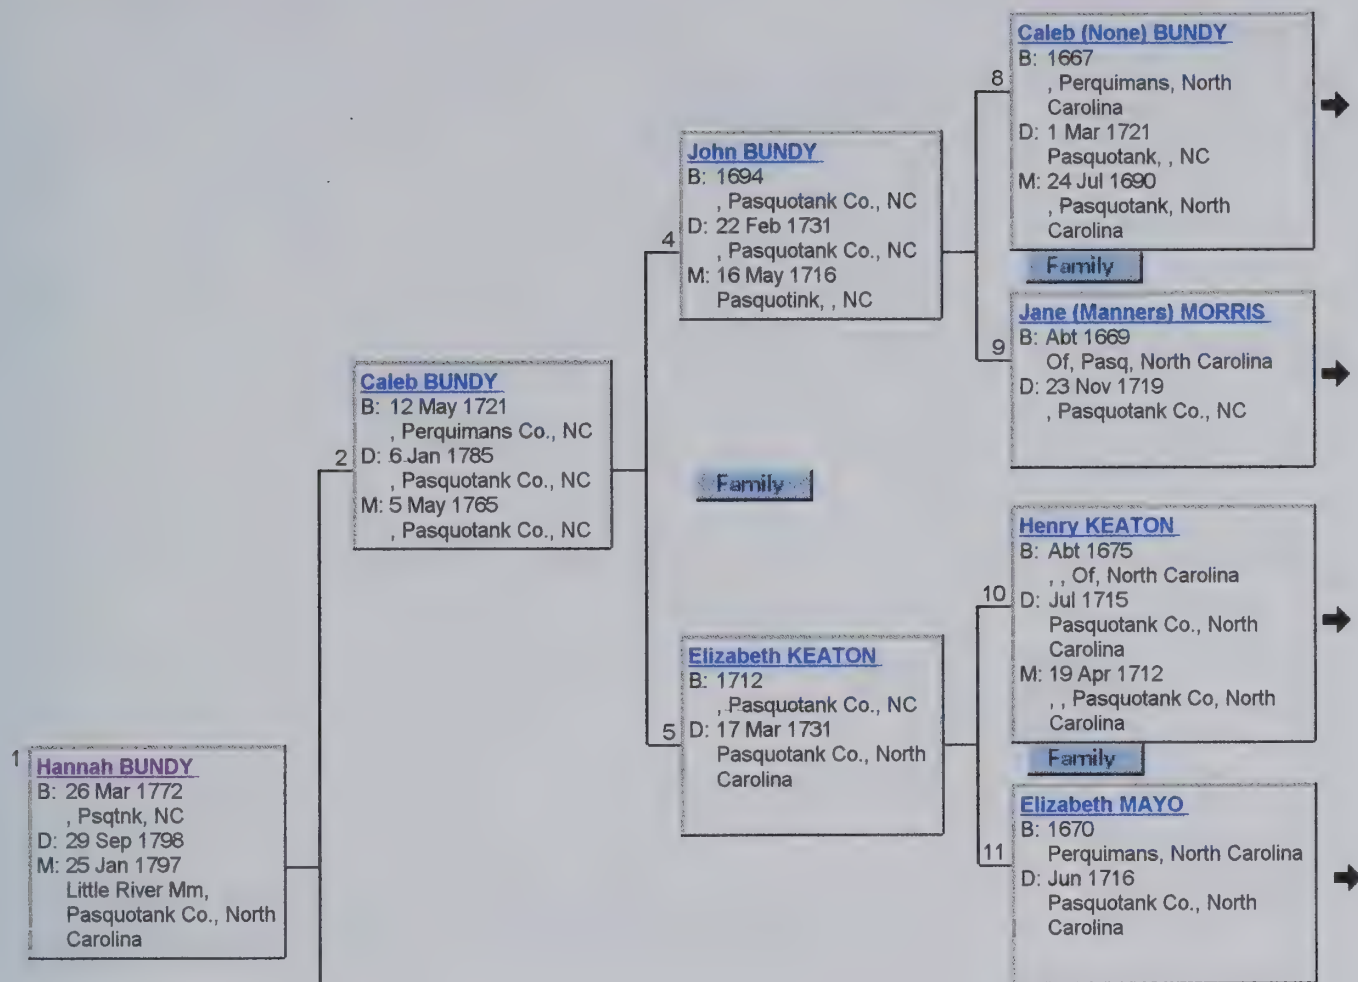 1
Hannah BUNDY
B: 26 Mar 1772
, Psqtnk, NC
D: 29 Sep 1798
M: 25 Jan 1797
Little River Mm,
Pasquotank Co., North
Carolina
2
Caleb BUNDY
B: 12 May 1721
, Perquimans Co., NC
D: 6 Jan 1785
, Pasquotank Co., NC
M: 5 May 1765
, Pasquotank Co., NC
4
John BUNDY
B: 1694
, Pasquotank Co., NC
D: 22 Feb 1731
, Pasquotank Co., NC
M: 16 May 1716
Pasquotink, , NC
Family
5
Elizabeth KEATON
B: 1712
, Pasquotank Co., NC
D: 17 Mar 1731
Pasquotank Co., North
Carolina
8
Caleb (None) BUNDY
B: 1667
, Perquimans, North
Carolina
D: 1 Mar 1721
Pasquotank, , NC
M: 24 Jul 1690
, Pasquotank, North
Carolina
Family
9
Jane (Manners) MORRIS
B: Abt 1669
Of, Pasq, North Carolina
D: 23 Nov 1719
, Pasquotank Co., NC
10
Henry KEATON
B: Abt 1675
, , Of, North Carolina
D: Jul 1715
Pasquotank Co., North
Carolina
M: 19 Apr 1712
, , Pasquotank Co, North
Carolina
Family
11
Elizabeth MAYO
B: 1670
Perquimans, North Carolina
D: Jun 1716
Pasquotank Co., North
Carolina